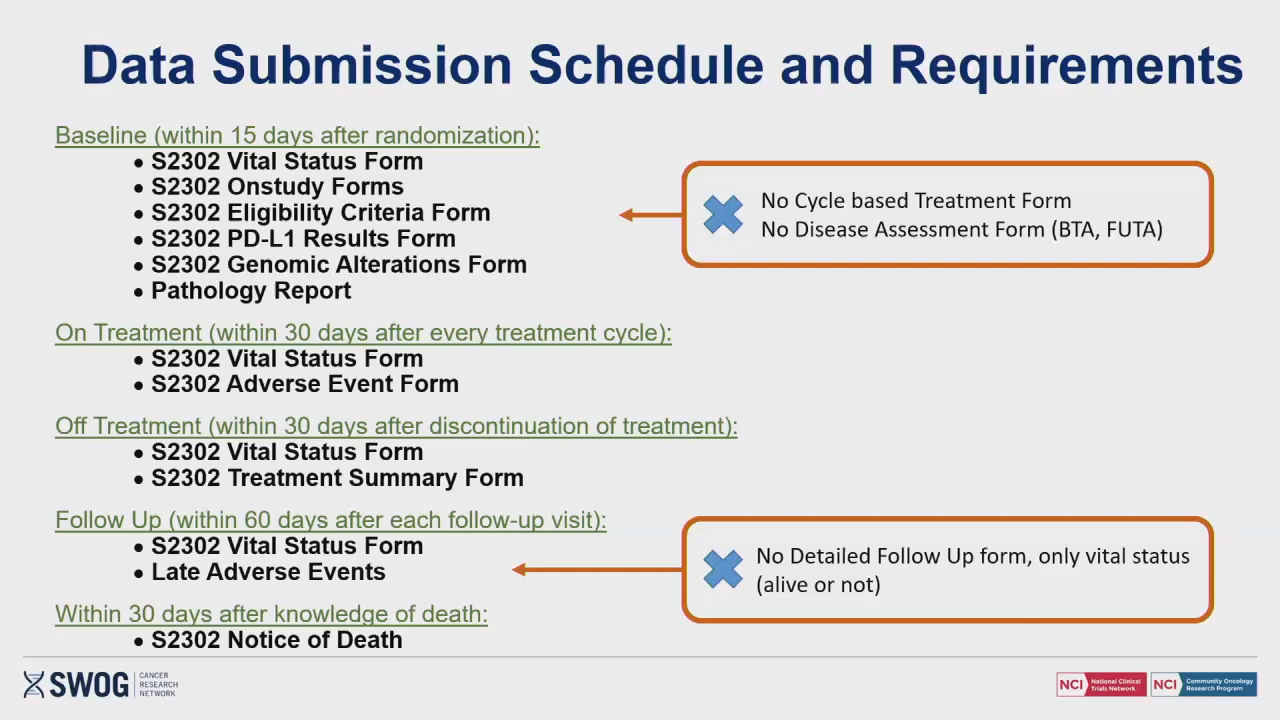 Data Submission Schedule and Requirements
Baseline (within 15 days after randomization):
• S2302 Vital Status Form
• S2302 Onstudy Forms
• S2302 Eligibility Criteria Form
• S2302 PD-L1 Results Form
• S2302 Genomic Alterations Form
• Pathology Report
No Cycle based Treatment Form
No Disease Assessment Form (BTA, FUTA)
On Treatment (within 30 days after every treatment cycle):
• S2302 Vital Status Form
• S2302 Adverse Event Form
Off Treatment (within 30 days after discontinuation of treatment):
• S2302 Vital Status Form
• S2302 Treatment Summary Form
Follow Up (within 60 days after each follow-up visit):
• S2302 Vital Status Form
• Late Adverse Events
No Detailed Follow Up form, only vital status
(alive or not)
Within 30 days after knowledge of death:
• S2302 Notice of Death
SWOG
CANCER
RESEARCH
NETWORK
NCI
National Clinical
Trials Network
NCI
Community Oncology
Research Program